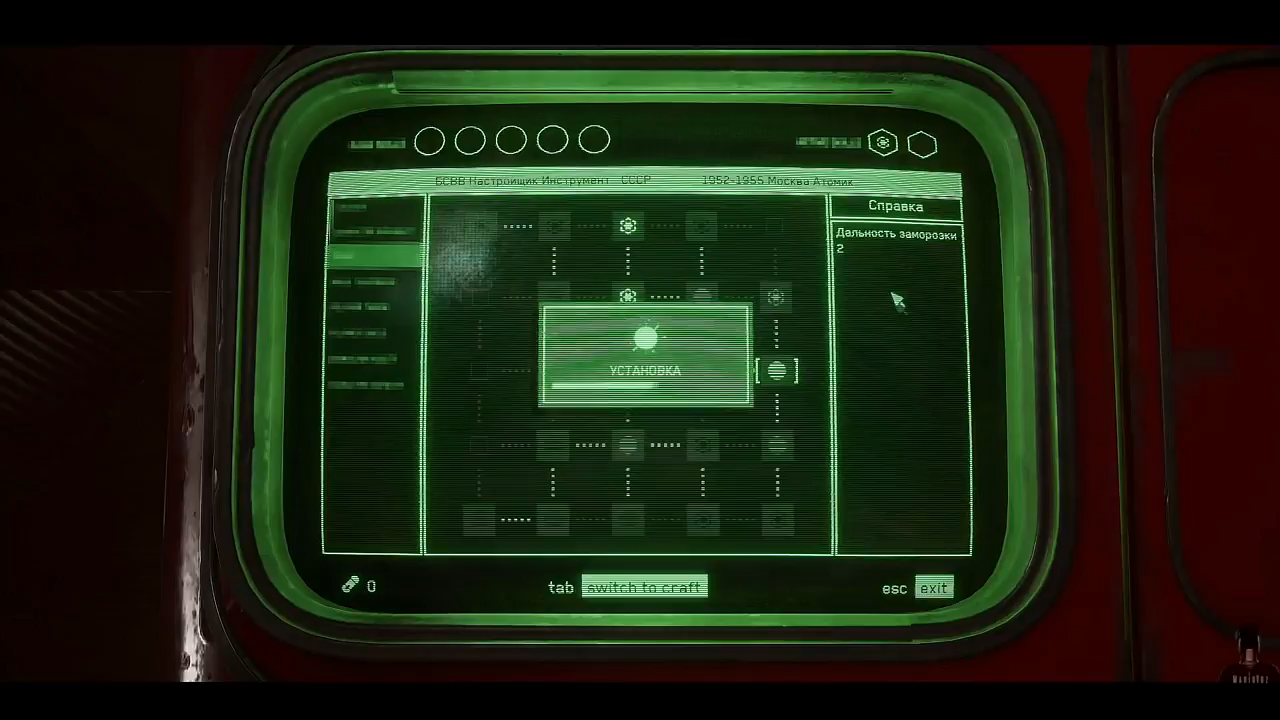 БСВВ Настройщик Инструмент СССР 1952-1955 Москва Атомик
Справка
Дальность заморозки
2
УСТАНОВКА
0
tab switch to craft
esc exit